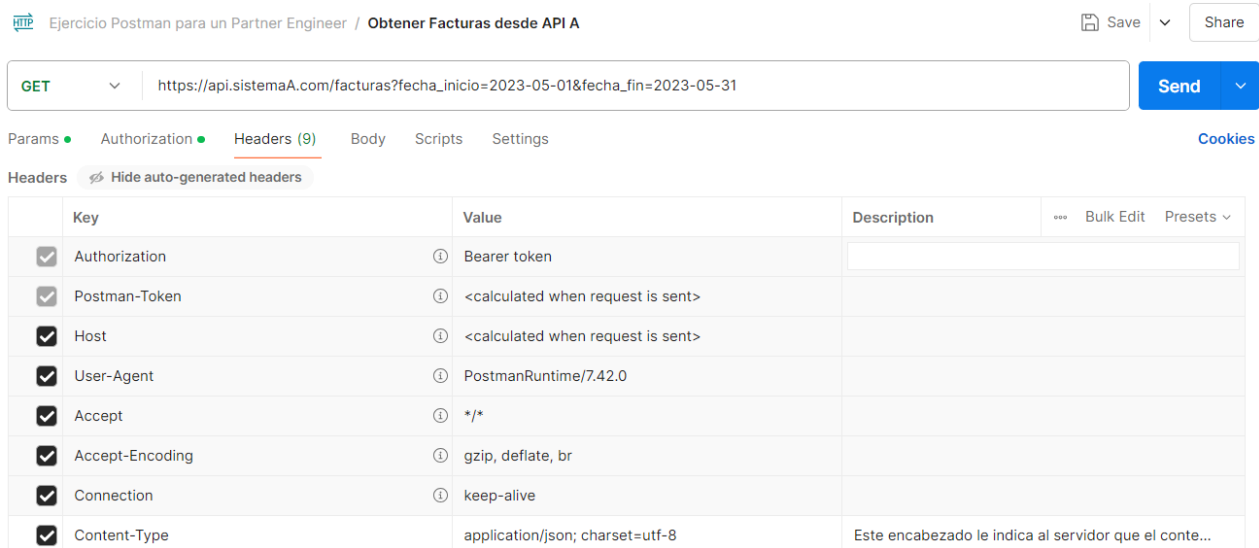 HTTP Ejercicio Postman para un Partner Engineer / Obtener Facturas desde API A Save Share
GET https://api.sistemaA.com/facturas?fecha_inicio=2023-05-01&fecha_fin=2023-05-31 Send
Params Authorization Headers (9) Body Scripts Settings Cookies
Headers Hide auto-generated headers
Key Value Description Bulk Edit Presets
Authorization Bearer token
Postman-Token <calculated when request is sent>
Host <calculated when request is sent>
User-Agent PostmanRuntime/7.42.0
Accept */*
Accept-Encoding gzip, deflate, br
Connection keep-alive
Content-Type application/json; charset=utf-8 Este encabezado le indica al servidor que el conte...